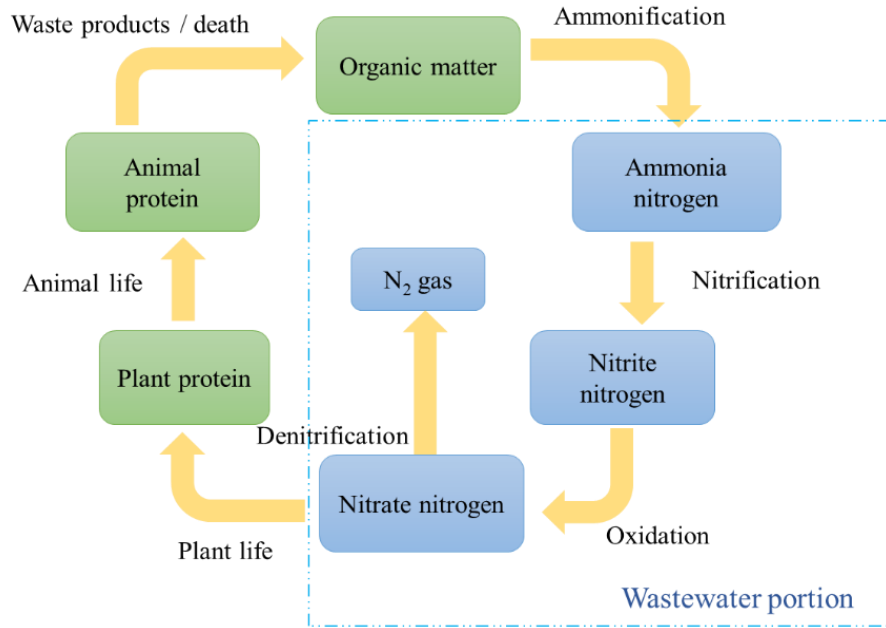 Waste products / death
Ammonification
Organic matter
Animal
protein
Ammonia
nitrogen
N₂ gas
Animal life
Nitrification
Plant protein
Nitrite
nitrogen
Denitrification
Nitrate nitrogen
Plant life
Oxidation
Wastewater portion